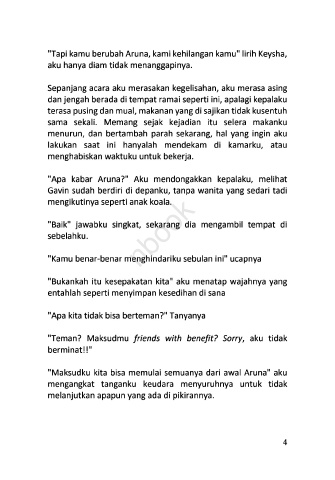 "Tapi kamu berubah Aruna, kami kehilangan kamu" lirih Keysha,
aku hanya diam tidak menanggapinya.
Sepanjang acara aku merasakan kegelisahan, aku merasa asing
dan jengah berada di tempat ramai seperti ini, apalagi kepalaku
terasa pusing dan mual, makanan yang di sajikan tidak kusentuh
sama sekali. Memang sejak kejadian itu selera makanku
menurun, dan bertambah parah sekarang, hal yang ingin aku
lakukan saat ini hanyalah mendekam di kamarku, atau
menghabiskan waktuku untuk bekerja.
"Apa kabar Aruna?" Aku mendongakkan kepalaku, melihat
Gavin sudah berdiri di depanku, tanpa wanita yang sedari tadi
mengikutinya seperti anak koala.
"Baik" jawabku singkat, sekarang dia mengambil tempat di
sebelahku.
"Kamu benar-benar menghindariku sebulan ini" ucapnya
"Bukankah itu kesepakatan kita" aku menatap wajahnya yang
entahlah seperti menyimpan kesedihan di sana
"Apa kita tidak bisa berteman?" Tanyanya
"Teman? Maksudmu friends with benefit? Sorry, aku tidak
berminat!!"
"Maksudku kita bisa memulai semuanya dari awal Aruna" aku
mengangkat tanganku keudara menyuruhnya untuk tidak
melanjutkan apapun yang ada di pikirannya.
4